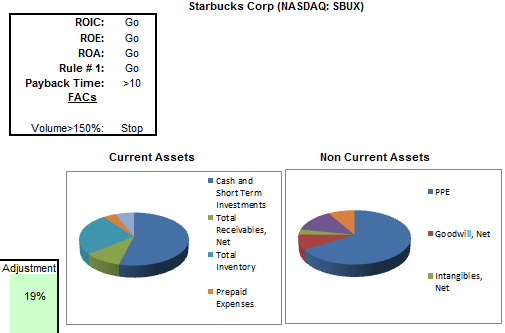 Starbucks Corp (NASDAQ: SBUX)
ROIC: Go
ROE: Go
ROA: Go
Rule # 1: Go
Payback Time: >10
FACs
Volume>150%: Stop
Current Assets
Cash and
Short Term
Investments
Total
Receivables,
Net
Total
Inventory
Prepaid
Expenses
Non Current Assets
PPE
Goodwill, Net
Intangibles,
Net
Adjustment
19%